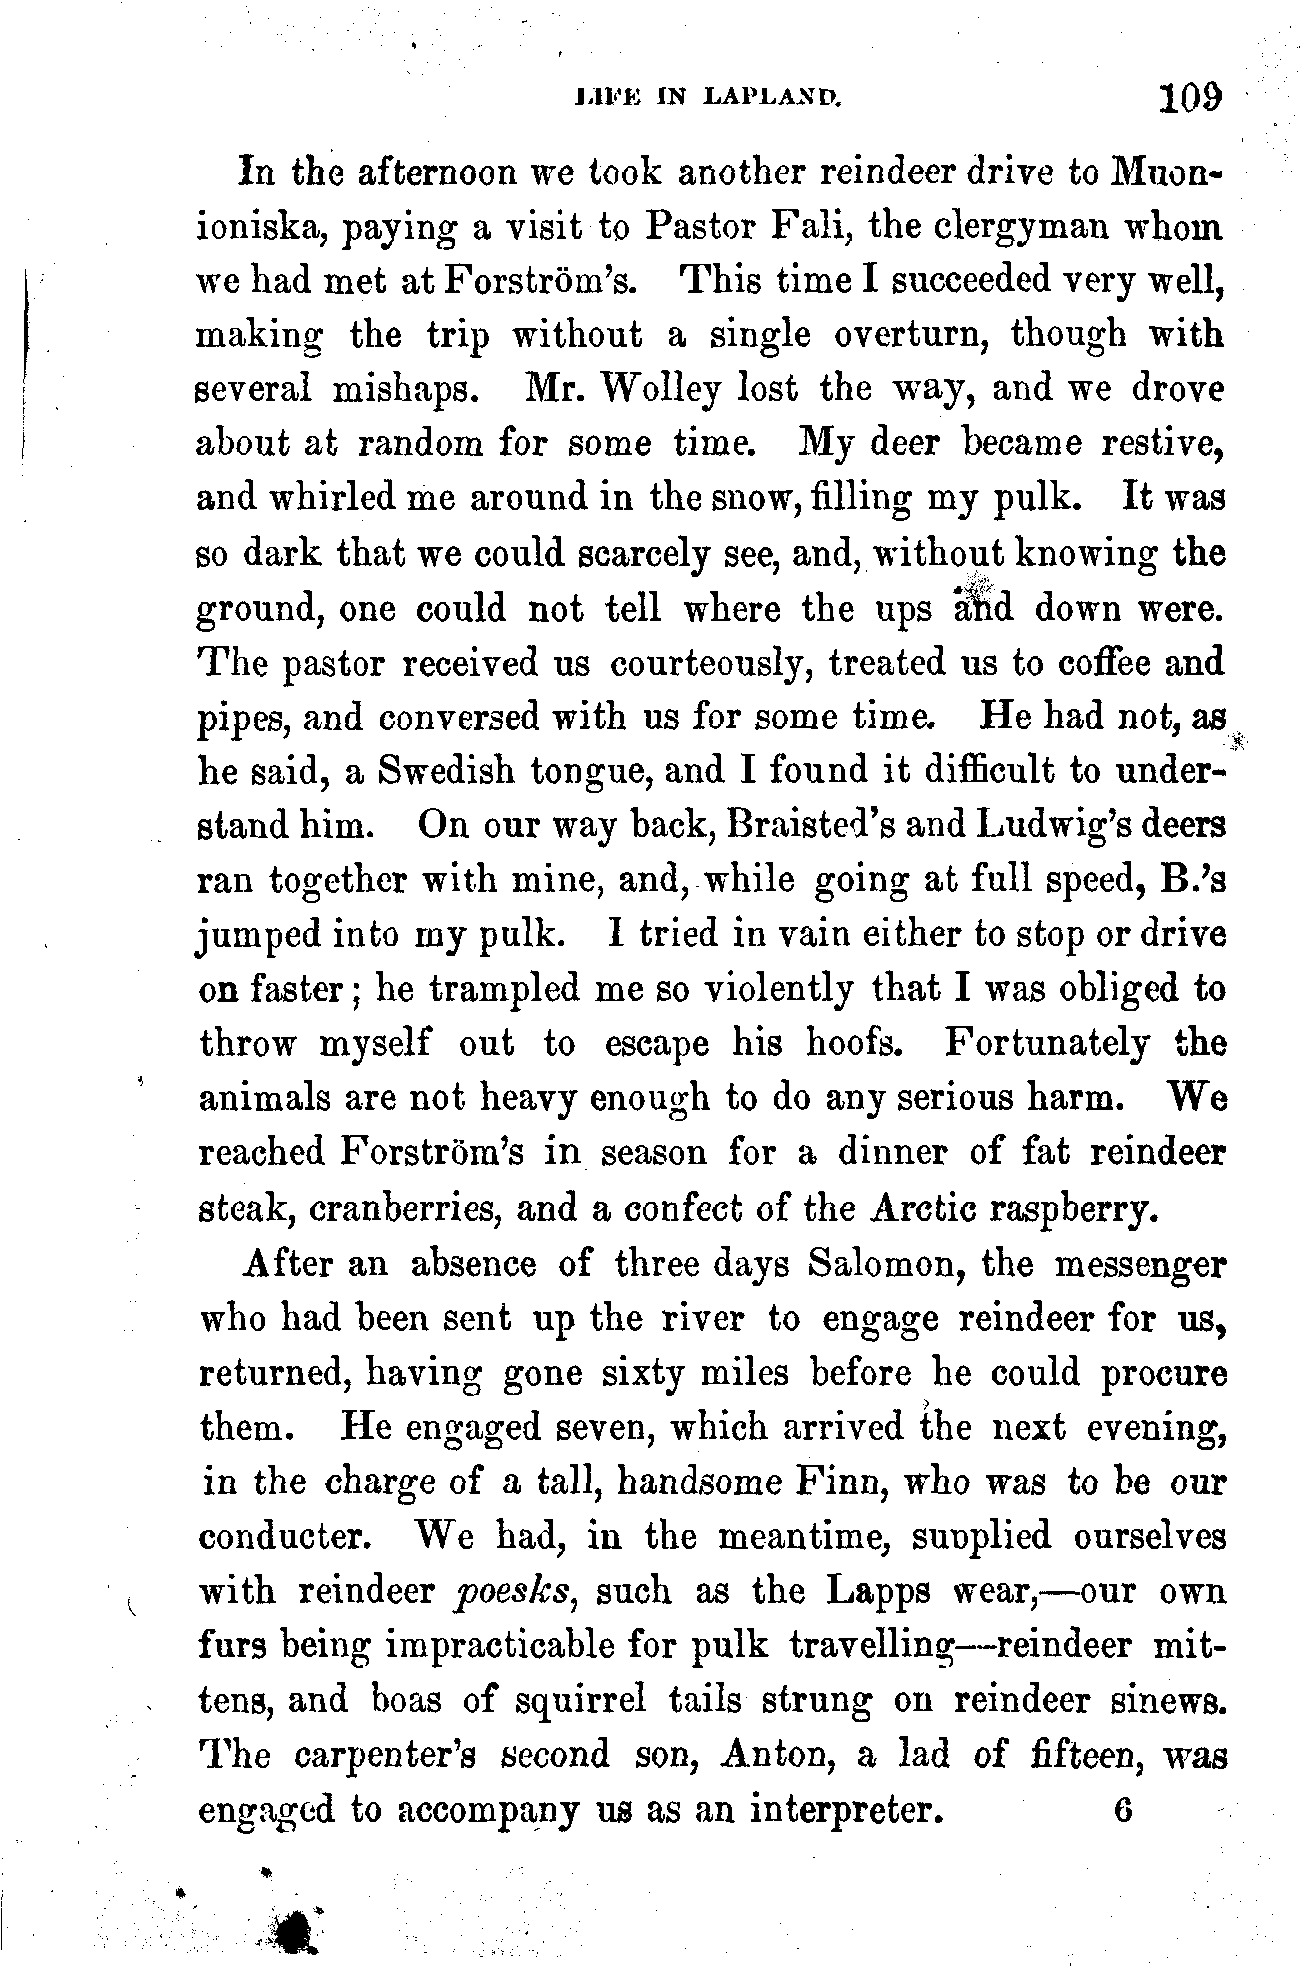 LIFE IN LAPLAND. 109
In the afternoon we took another reindeer drive to Muon-
ioniska, paying a visit to Pastor Fali, the clergyman whom
we had met at Forström's. This time I succeeded very well,
making the trip without a single overturn, though with
several mishaps. Mr. Wolley lost the way, and we drove
about at random for some time. My deer became restive,
and whirled me around in the snow, filling my pulk. It was
so dark that we could scarcely see, and, without knowing the
ground, one could not tell where the ups and down were.
The pastor received us courteously, treated us to coffee and
pipes, and conversed with us for some time. He had not, as
he said, a Swedish tongue, and I found it difficult to under-
stand him. On our way back, Braisted's and Ludwig's deers
ran together with mine, and, while going at full speed, B.'s
jumped into my pulk. I tried in vain either to stop or drive
on faster; he trampled me so violently that I was obliged to
throw myself out to escape his hoofs. Fortunately the
animals are not heavy enough to do any serious harm. We
reached Forström's in season for a dinner of fat reindeer
steak, cranberries, and a confect of the Arctic raspberry.
After an absence of three days Salomon, the messenger
who had been sent up the river to engage reindeer for us,
returned, having gone sixty miles before he could procure
them. He engaged seven, which arrived the next evening,
in the charge of a tall, handsome Finn, who was to be our
conducter. We had, in the meantime, supplied ourselves
with reindeer poesks, such as the Lapps wear,—our own
furs being impracticable for pulk travelling—reindeer mit-
tens, and boas of squirrel tails strung on reindeer sinews.
The carpenter's second son, Anton, a lad of fifteen, was
engaged to accompany us as an interpreter. 6